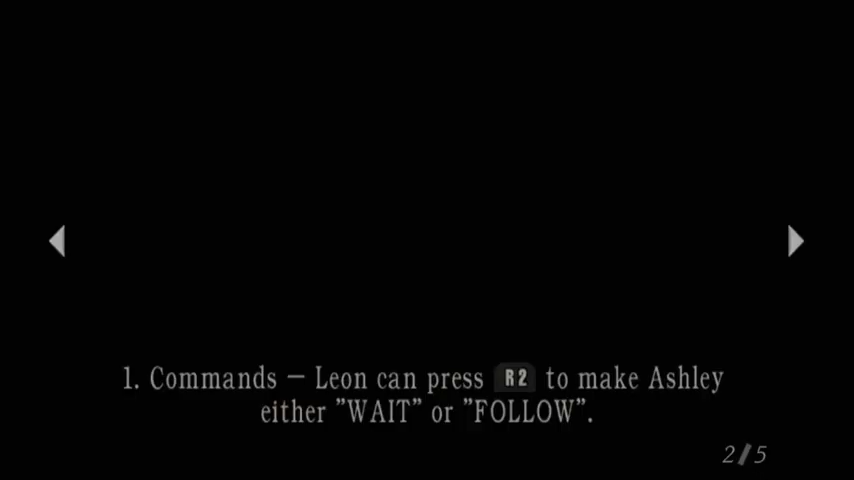 1. Commands — Leon can press R2 to make Ashley
either "WAIT" or "FOLLOW".
2/5